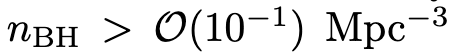 n_BH > 𝒪(10⁻¹) Mpc⁻³